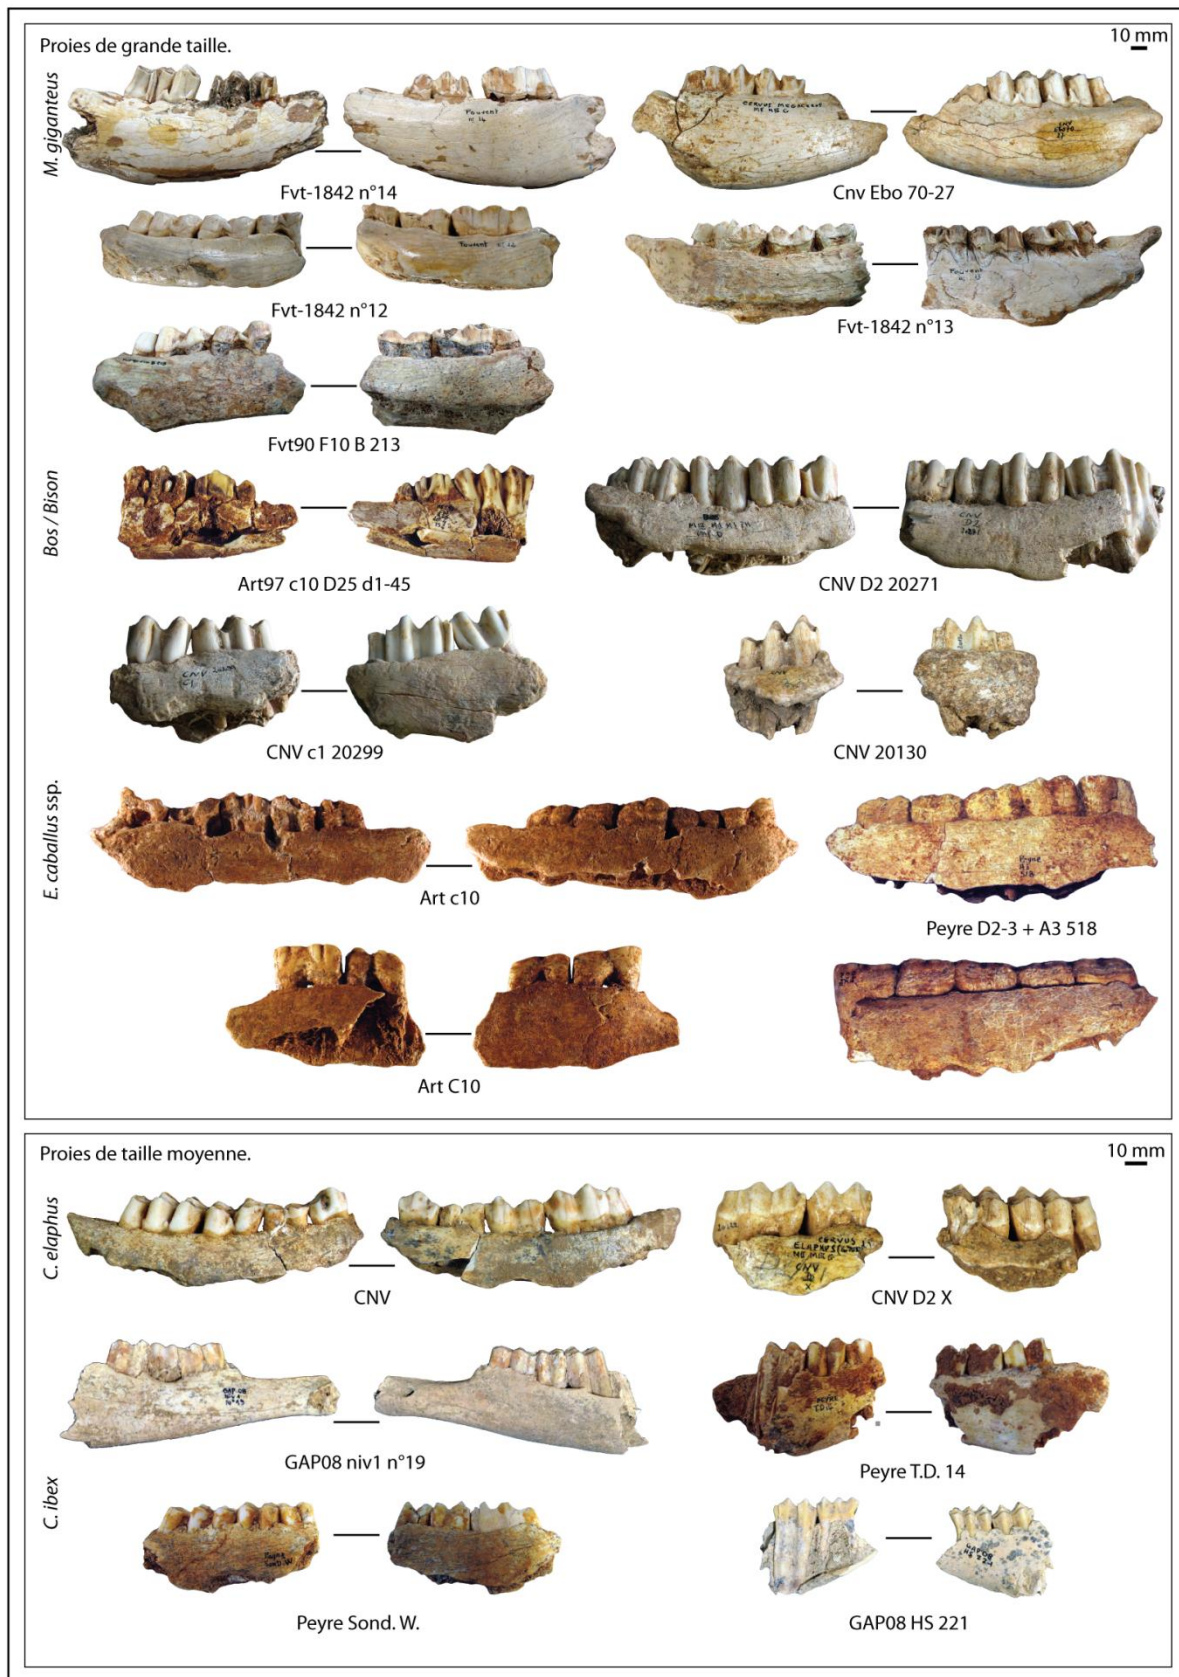 Proies de grande taille.
10 mm
M. giganteus
Fvt-1842 n°14
Cnv Ebo 70-27
Fvt-1842 n°12
Fvt-1842 n°13
Fvt90 F10 B 213
Bos / Bison
Art97 c10 D25 d1-45
CNV D2 20271
CNV c1 20299
CNV 20130
E. caballus ssp.
Art c10
Peyre D2-3 + A3 518
Art C10
Proies de taille moyenne.
10 mm
C. elaphus
CNV
CNV D2 X
GAP08 niv1 n°19
Peyre T.D. 14
C. ibex
Peyre Sond. W.
GAP08 HS 221